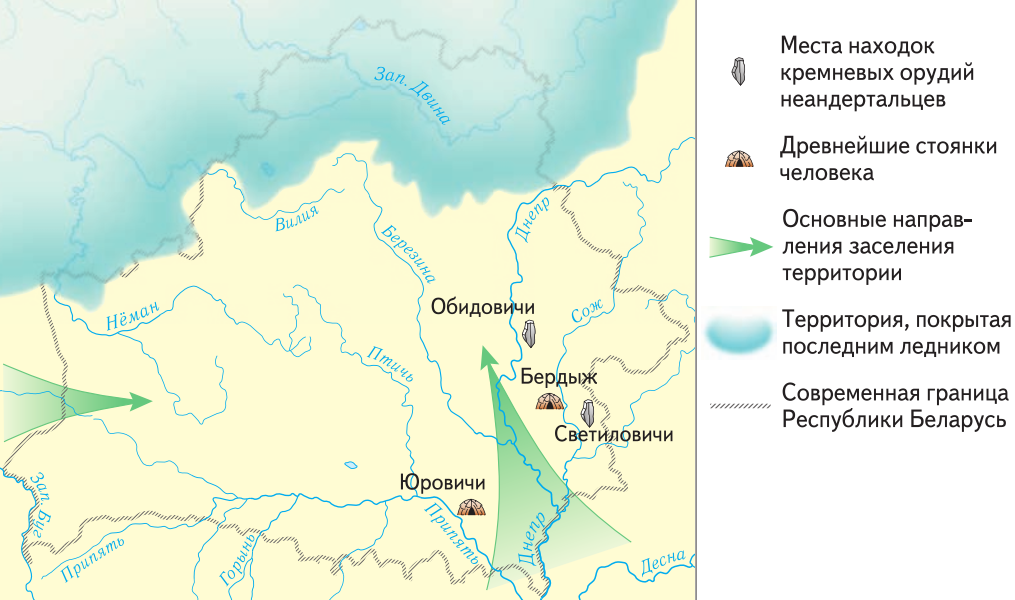 Зап. Двина
Вилия
Березина
Днепр
Нёман
Обидовичи
Сож
Птичь
Бердыж
Светиловичи
Юровичи
Зап. Буг
Припять
Горынь
Припять
Днепр
Десна
Места находок
кремневых орудий
неандертальцев
Древнейшие стоянки
человека
Основные направ-
ления заселения
территории
Территория, покрытая
последним ледником
Современная граница
Республики Беларусь